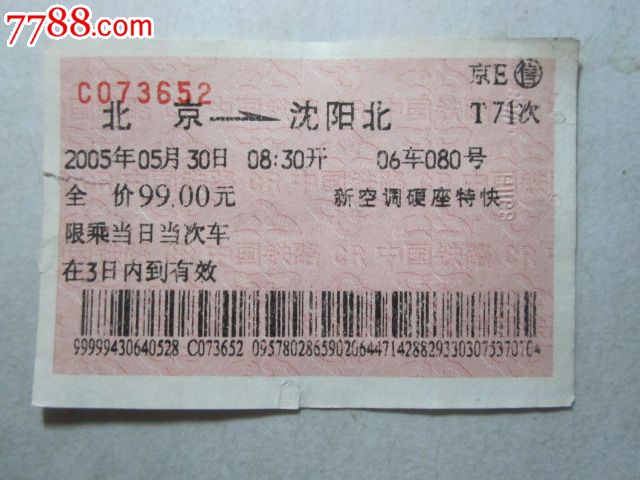 7788.com
京E 售
C073652
北 京 沈阳北 T71次
2005年05月30日 08:30开 06车080号
全 价99.00元 新空调硬座特快
限乘当日当次车
在3日内到有效
99999430640528 C073652